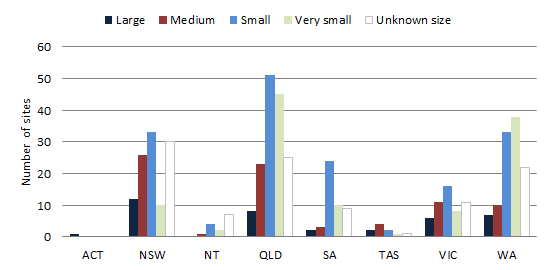 Large Medium Small Very small Unknown size
60
50
40
30
20
10
0
Number of sites
ACT NSW NT QLD SA TAS VIC WA